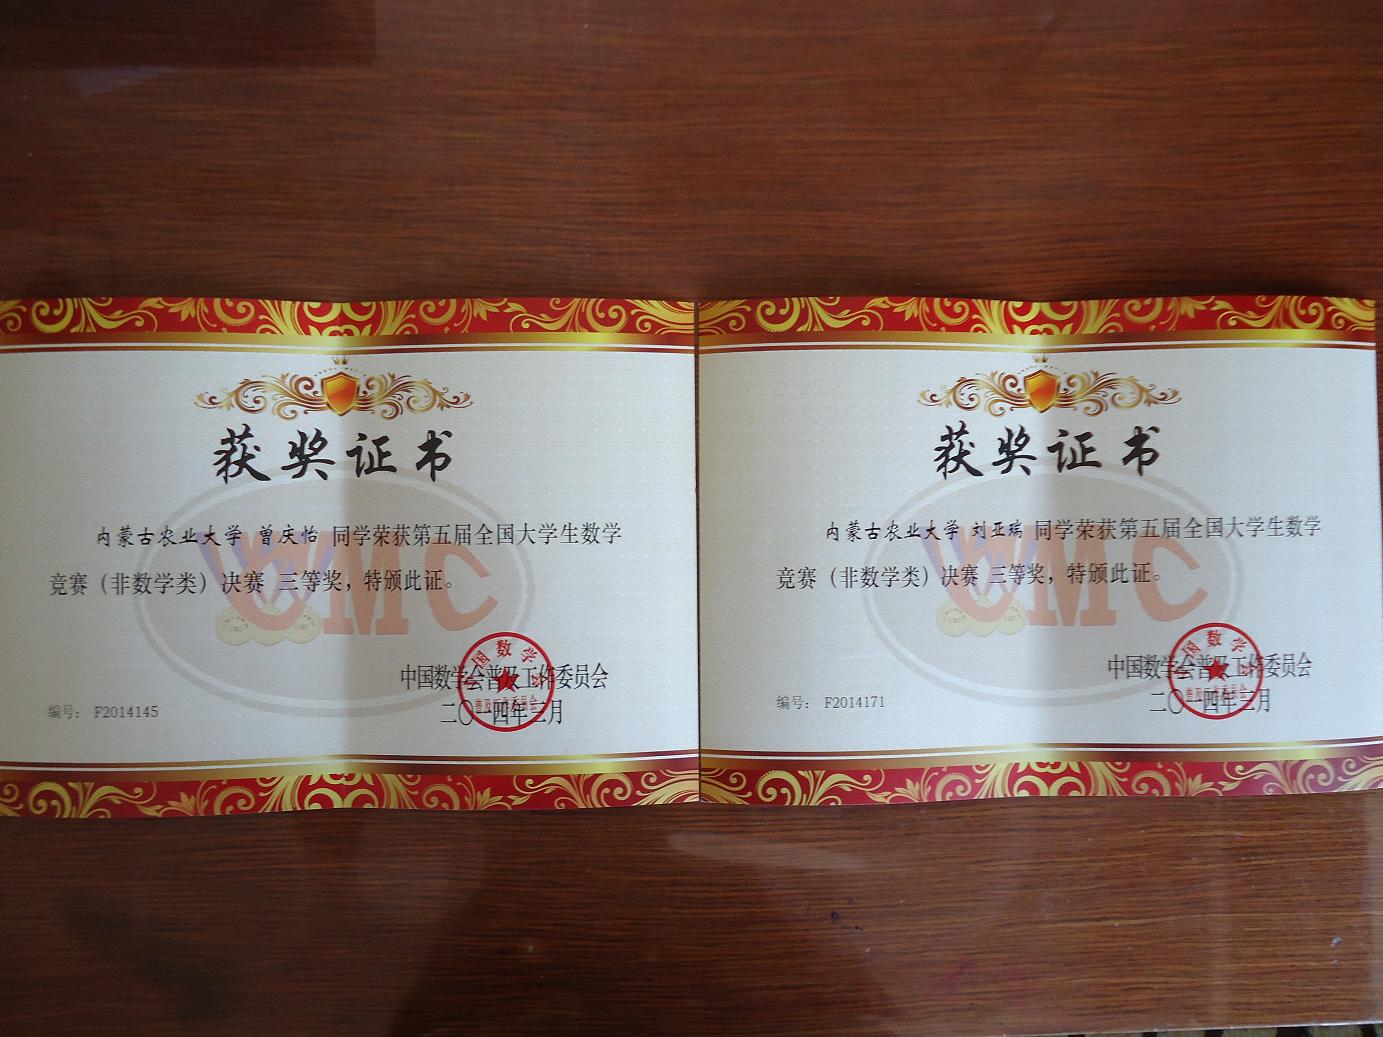 获奖证书
内蒙古农业大学 曾庆怡 同学荣获第五届全国大学生数学
竞赛（非数学类）决赛 三等奖，特颁此证。
中国数学会普及工作委员会
编号： F2014145
二〇一四年三月
获奖证书
内蒙古农业大学 刘亚瑞 同学荣获第五届全国大学生数学
竞赛（非数学类）决赛 三等奖，特颁此证。
中国数学会普及工作委员会
编号： F2014171
二〇一四年三月